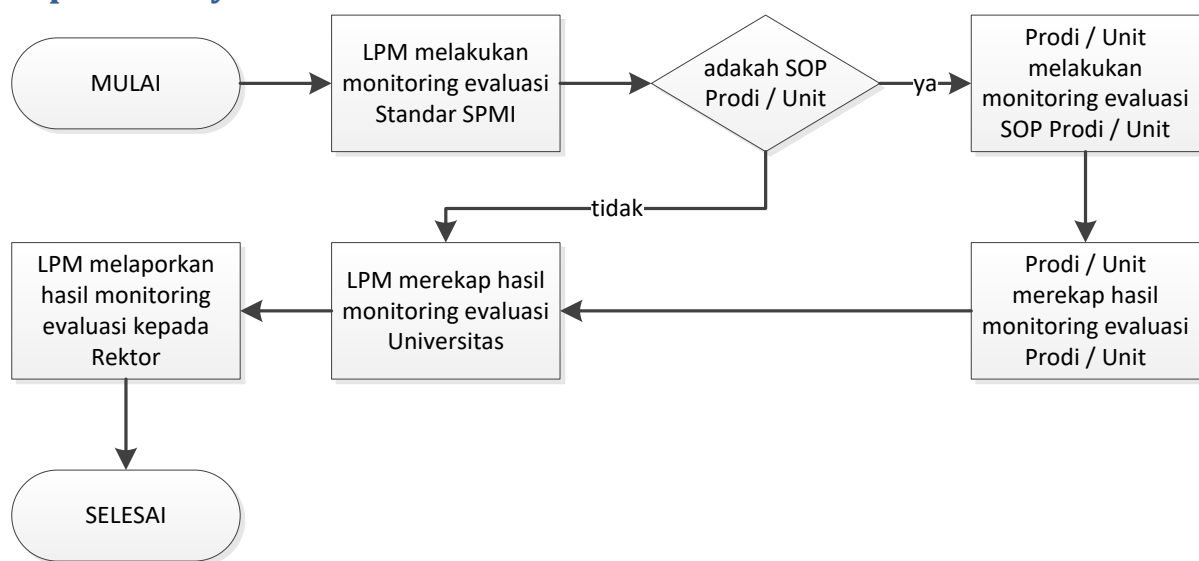 MULAI
LPM melakukan
monitoring evaluasi
Standar SPMI
adakah SOP
Prodi / Unit
ya
Prodi / Unit
melakukan
monitoring evaluasi
SOP Prodi / Unit
tidak
LPM melaporkan
hasil monitoring
evaluasi kepada
Rektor
LPM merekap hasil
monitoring evaluasi
Universitas
Prodi / Unit
merekap hasil
monitoring evaluasi
Prodi / Unit
SELESAI